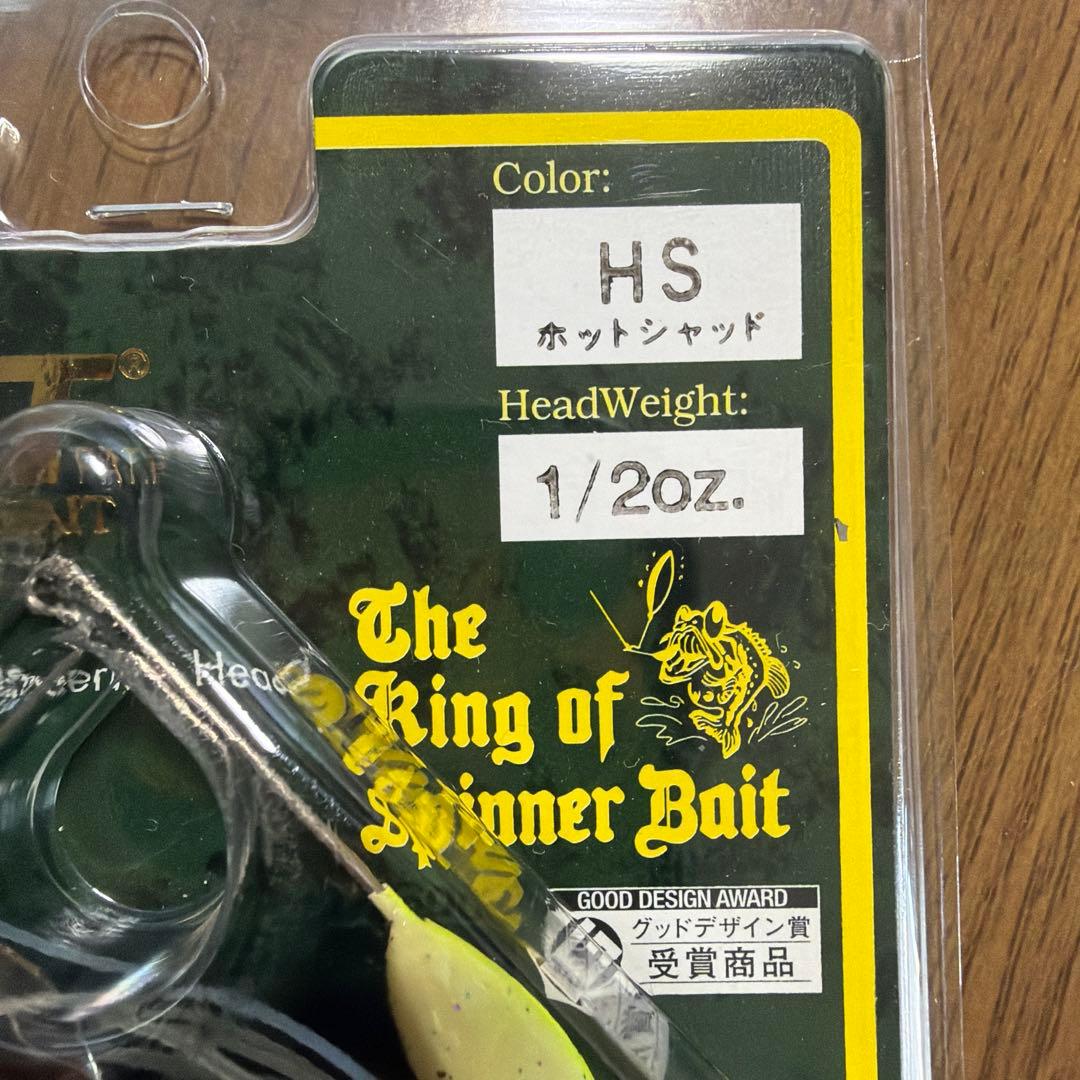 Color:
HS
ホットシャッド
®
HeadWeight:
1/2oz.
The
Head
King of
Spinner Bait
GOOD DESIGN AWARD
グッドデザイン賞
受賞商品